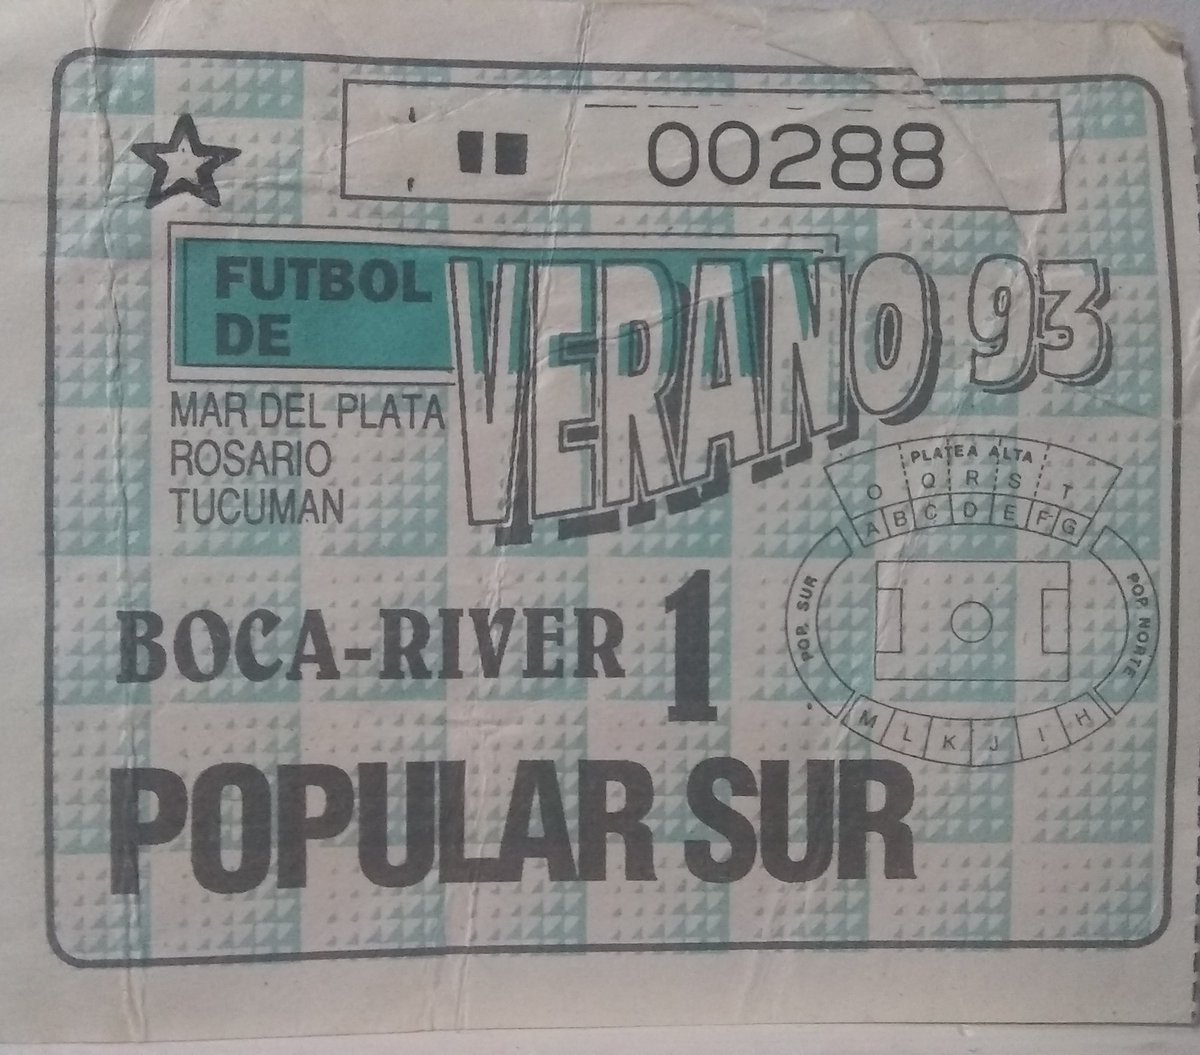 00288
FUTBOL
DE
VERANO 93
MAR DEL PLATA
ROSARIO
TUCUMAN
PLATEA ALTA
O Q R S T
A B C D E F G
POP. SUR
POP. NORTE
M L K J I H
BOCA-RIVER 1
POPULAR SUR